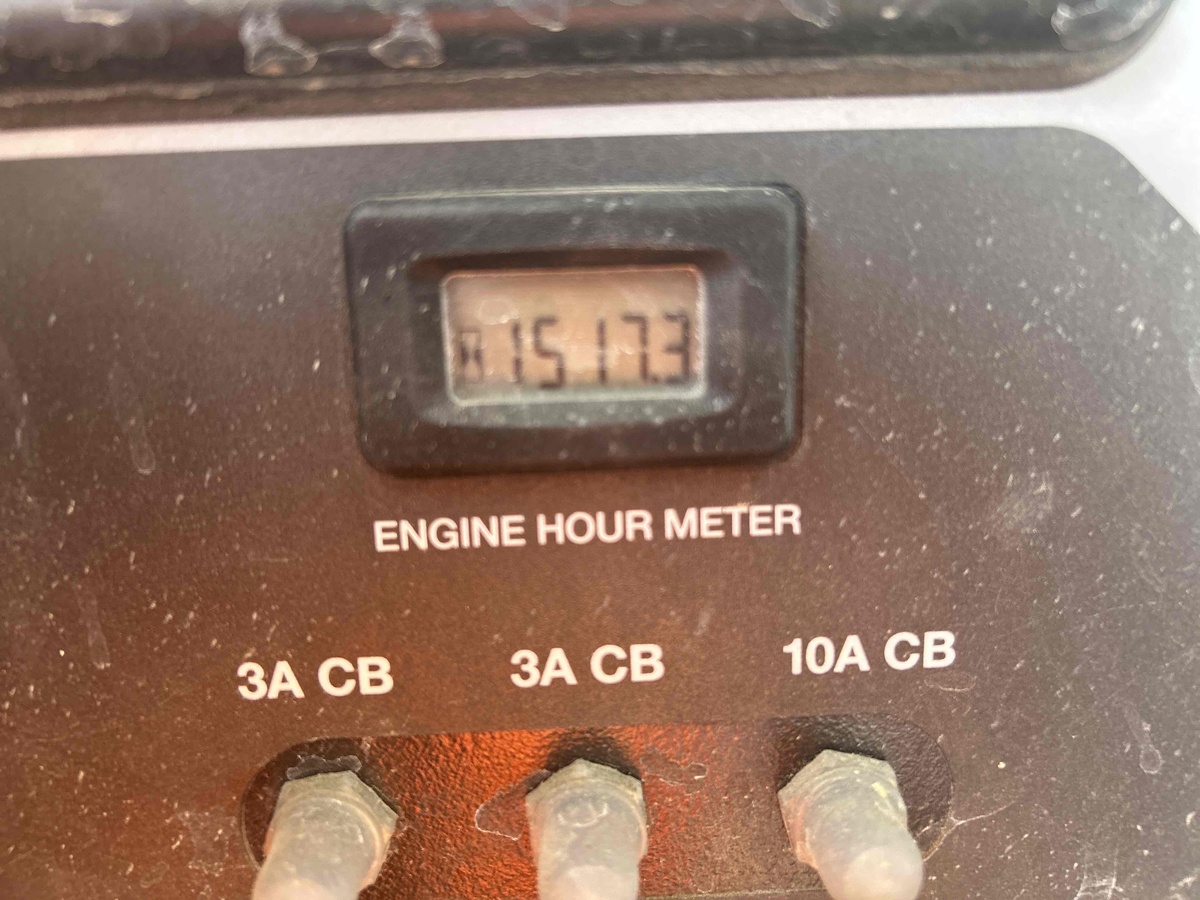 1517.3
ENGINE HOUR METER
3A CB 3A CB 10A CB